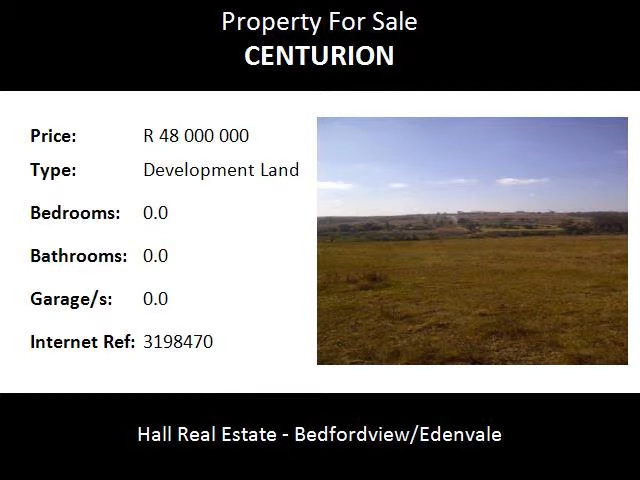 Property For Sale
CENTURION
Price: R 48 000 000
Type: Development Land
Bedrooms: 0.0
Bathrooms: 0.0
Garage/s: 0.0
Internet Ref: 3198470
Hall Real Estate - Bedfordview/Edenvale